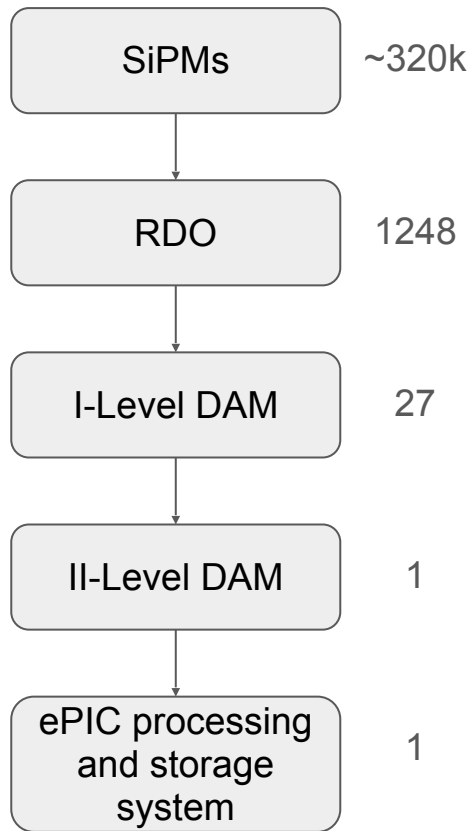 SiPMs
~320k
RDO
1248
I-Level DAM
27
II-Level DAM
1
ePIC processing
and storage
system
1